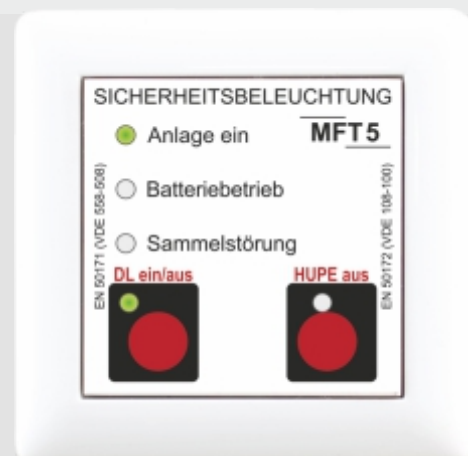 SICHERHEITSBELEUCHTUNG
Anlage ein
MFT5
Batteriebetrieb
Sammelstörung
EN 50171 (VDE 558-508)
EN 50172 (VDE 108-100)
DL ein/aus
HUPE aus